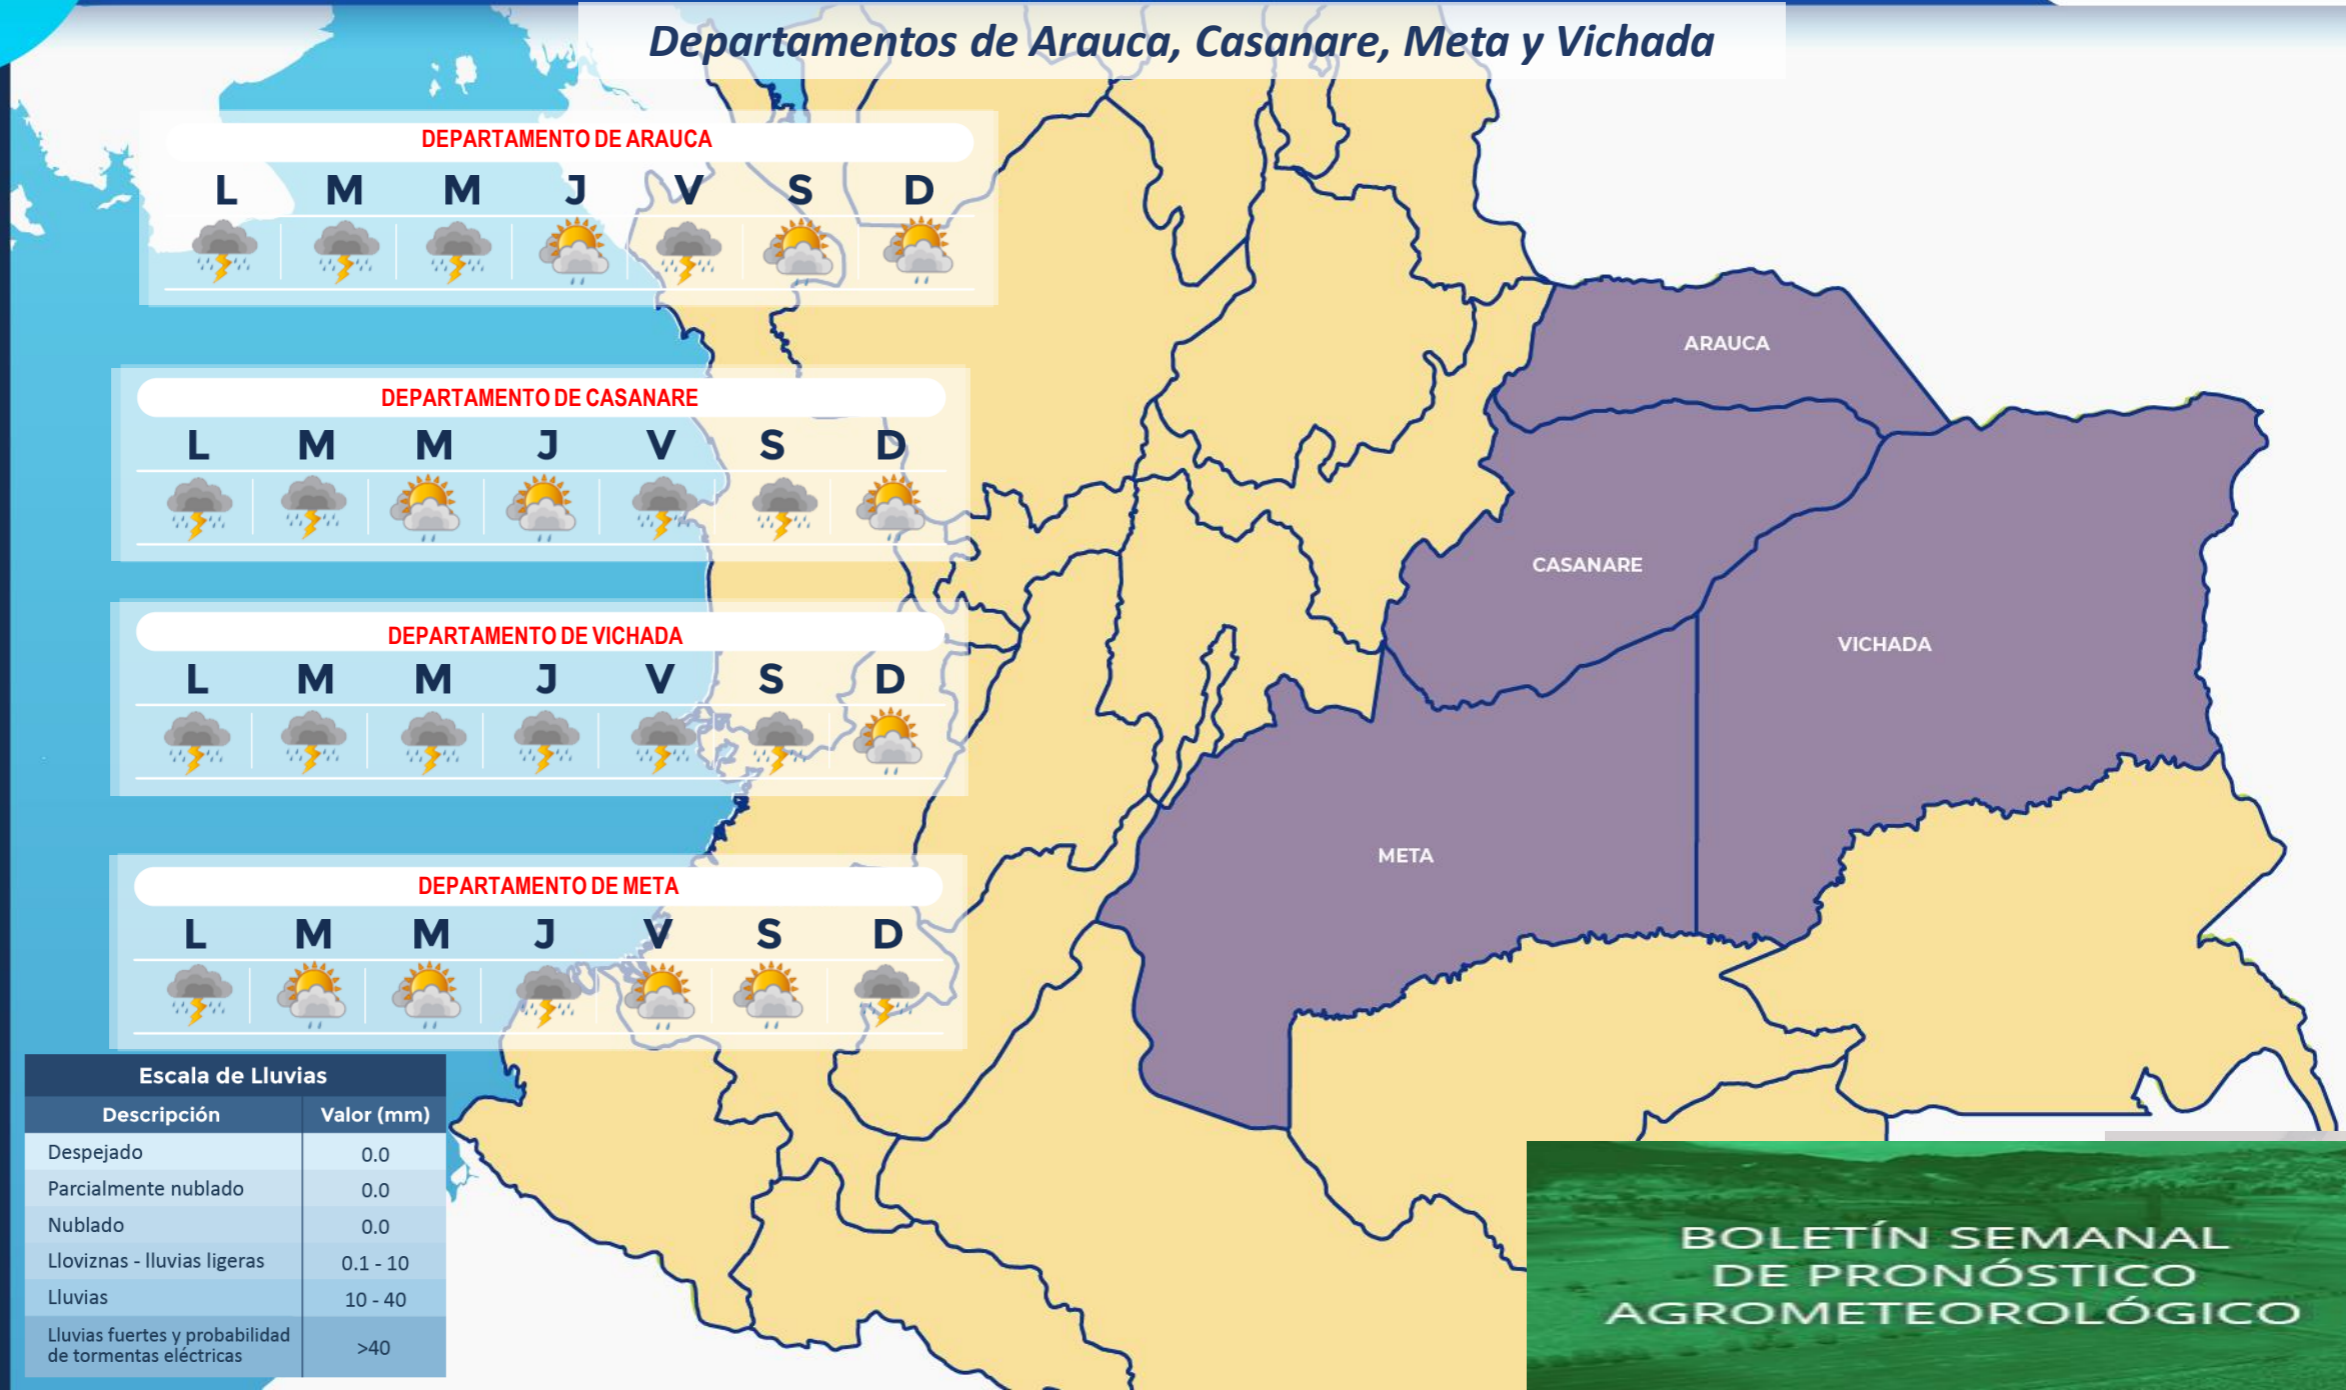 Departamentos de Arauca, Casanare, Meta y Vichada
DEPARTAMENTO DE ARAUCA
L M M J V S D
DEPARTAMENTO DE CASANARE
L M M J V S D
DEPARTAMENTO DE VICHADA
L M M J V S D
DEPARTAMENTO DE META
L M M J V S D
Escala de Lluvias
Descripción Valor (mm)
Despejado 0.0
Parcialmente nublado 0.0
Nublado 0.0
Lloviznas - lluvias ligeras 0.1 - 10
Lluvias 10 - 40
Lluvias fuertes y probabilidad
de tormentas eléctricas >40
ARAUCA
CASANARE
VICHADA
META
BOLETÍN SEMANAL
DE PRONÓSTICO
AGROMETEOROLÓGICO